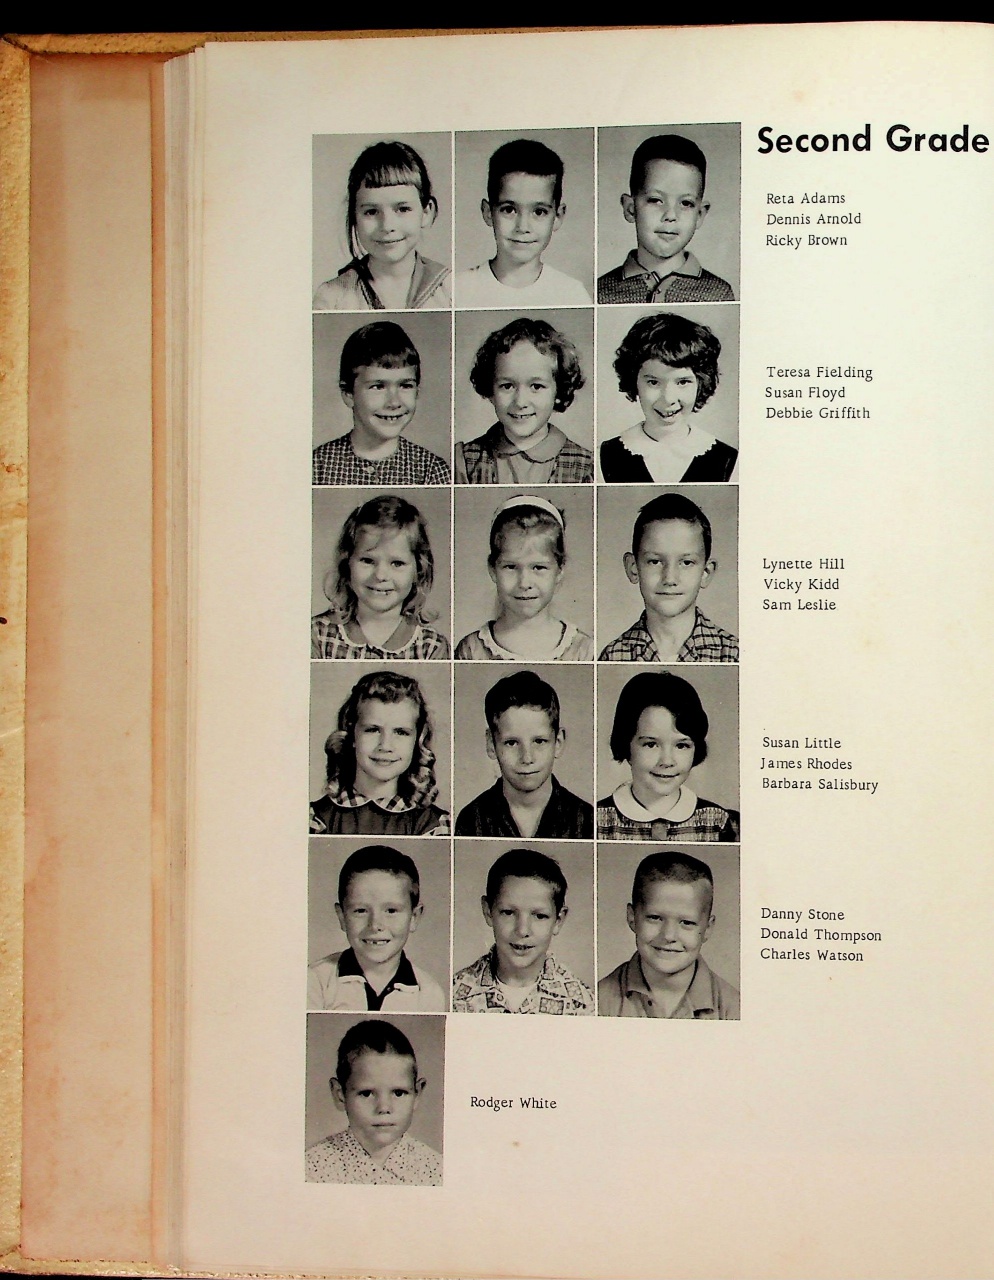 Second Grade
Reta Adams
Dennis Arnold
Ricky Brown
Teresa Fielding
Susan Floyd
Debbie Griffith
Lynette Hill
Vicky Kidd
Sam Leslie
Susan Little
James Rhodes
Barbara Salisbury
Danny Stone
Donald Thompson
Charles Watson
Rodger White